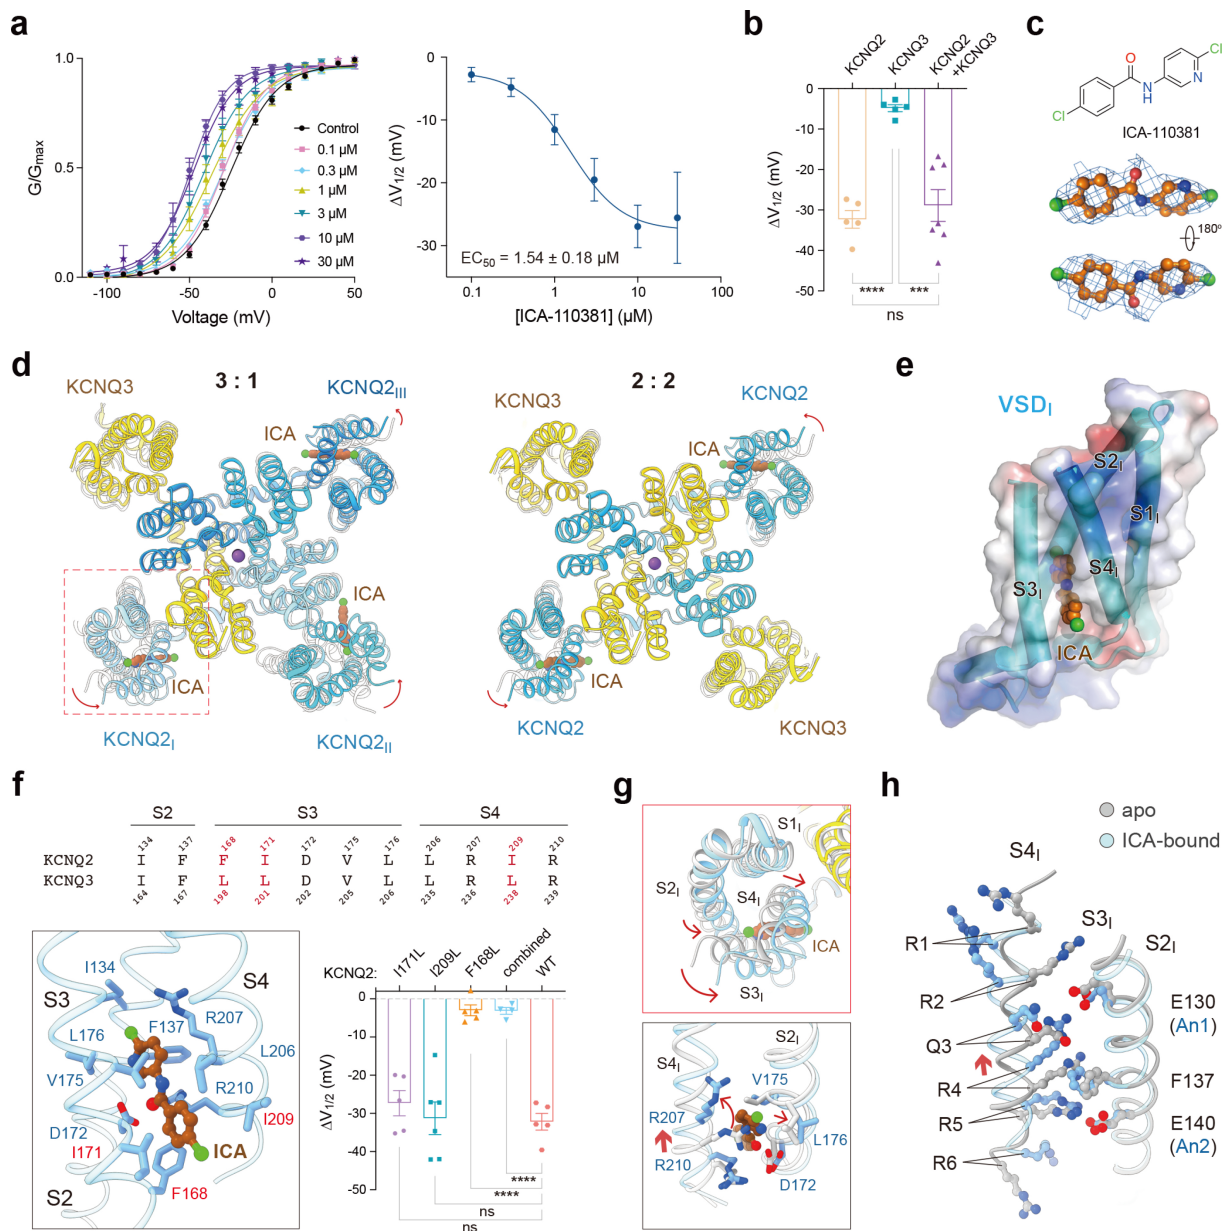 a
G/Gmax
1.0
0.5
0.0
-100
-50
0
50
Voltage (mV)
Control
0.1 µM
0.3 µM
1 µM
3 µM
10 µM
30 µM
ΔV1/2 (mV)
0
-10
-20
-30
EC50 = 1.54 ± 0.18 µM
0.1
1
10
100
[ICA-110381] (µM)
b
KCNQ2
KCNQ3
KCNQ2
+KCNQ3
ΔV1/2 (mV)
0
-10
-20
-30
-40
-50
****
***
ns
c
Cl
O
N
H
N
Cl
ICA-110381
180°
d
3 : 1
KCNQ3
KCNQ2III
ICA
ICA
ICA
KCNQ2I
KCNQ2II
2 : 2
KCNQ3
KCNQ2
ICA
ICA
KCNQ2
KCNQ3
e
VSDI
S2I
S1I
S4I
S3I
ICA
f
S2 S3 S4
134 137 168 171 172 175 176 206 207 209 210
KCNQ2 I F F I D V L L R I R
KCNQ3 I F L L D V L L R L R
164 167 198 201 202 205 206 235 236 238 239
I134
S4
S3
R207
L176
F137
L206
V175
R210
I209
D172
I171
ICA
F168
S2
KCNQ2:
I171L
I209L
F168L
combined
WT
ΔV1/2 (mV)
0
-10
-20
-30
-40
-50
****
****
ns
ns
g
S1I
S2I
S4I
ICA
S3I
S2I
S4I
V175
R207
L176
R210
D172
h
apo
ICA-bound
S4I
S3I
S2I
R1
R2
Q3
R4
R5
R6
E130
(An1)
F137
E140
(An2)